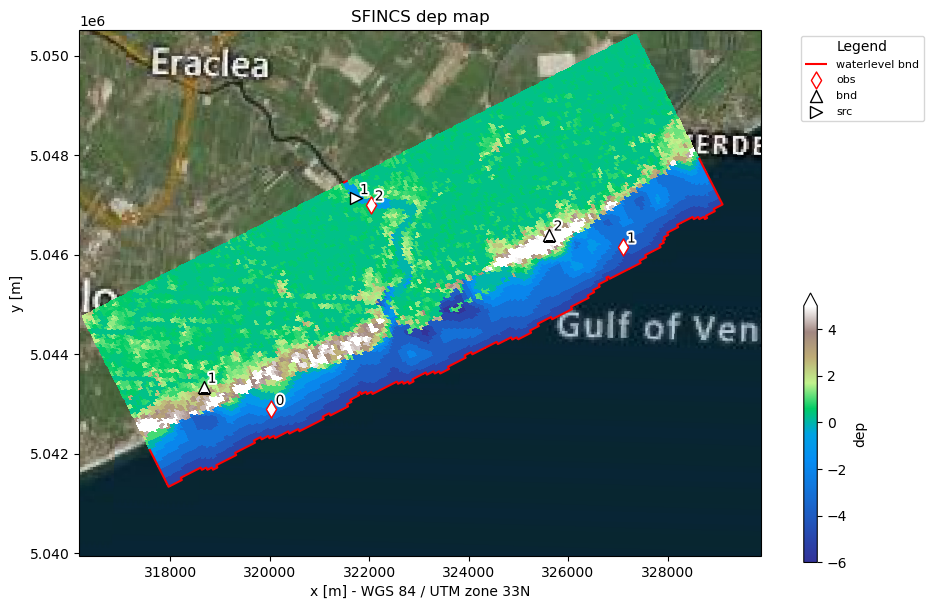 SFINCS dep map
1e6
5.050
5.048
5.046
5.044
5.042
5.040
y [m]
318000
320000
322000
324000
326000
328000
x [m] - WGS 84 / UTM zone 33N
Eraclea
lo
VERDE
Gulf of Ven
1
2
2
1
1
0
Legend
waterlevel bnd
obs
bnd
src
4
2
0
−2
−4
−6
dep